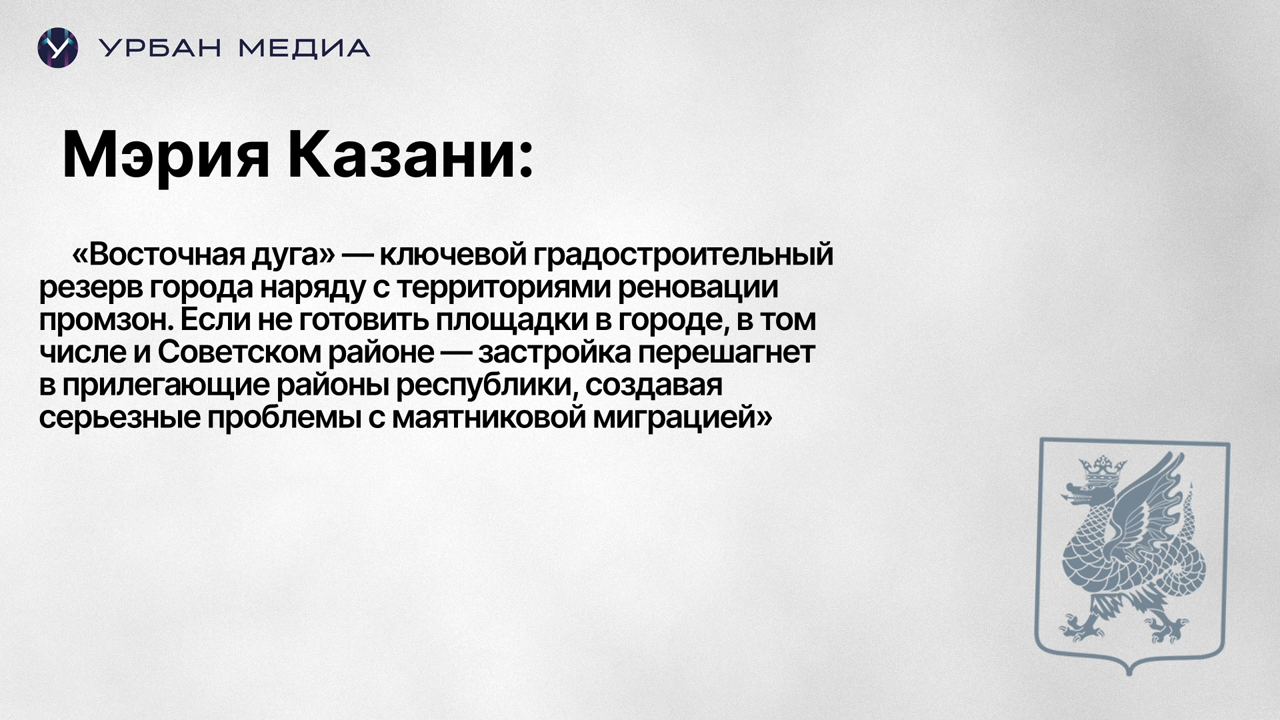 УРБАН МЕДИА
Мэрия Казани:
«Восточная дуга» — ключевой градостроительный
резерв города наряду с территориями реновации
промзон. Если не готовить площадки в городе, в том
числе и Советском районе — застройка перешагнет
в прилегающие районы республики, создавая
серьезные проблемы с маятниковой миграцией»